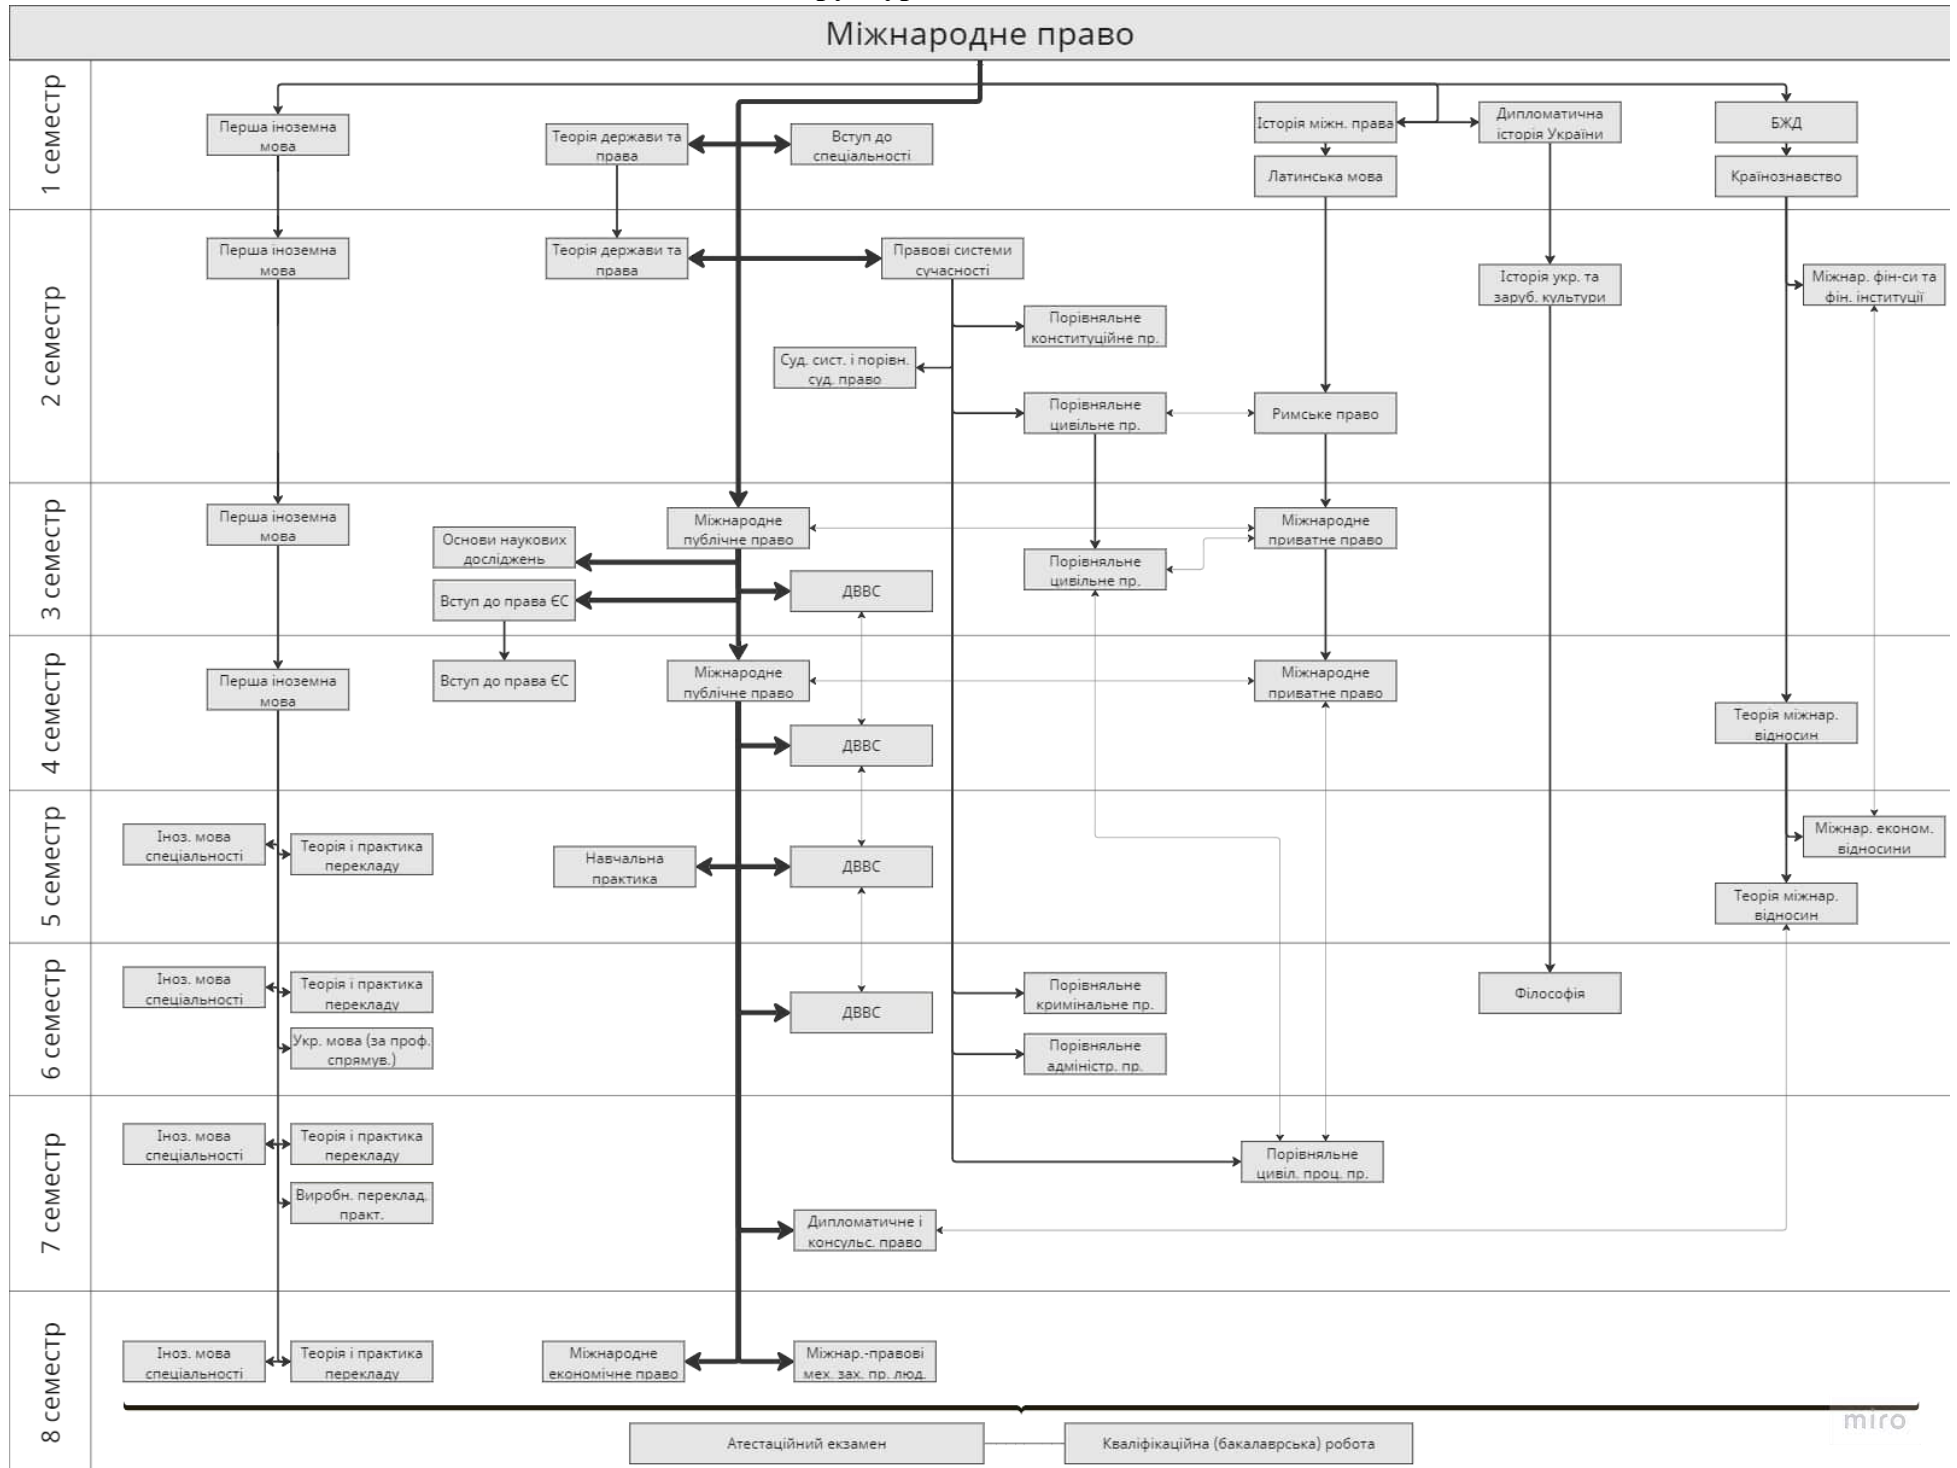 Міжнародне право
1 семестр
Перша іноземна
мова
Теорія держави та
права
Вступ до
спеціальності
Історія міжн. права
Дипломатична
історія України
БЖД
Латинська мова
Країнознавство
2 семестр
Перша іноземна
мова
Теорія держави та
права
Правові системи
сучасності
Історія укр. та
заруб. культури
Міжнар. фін-си та
фін. інституції
Порівняльне
конституційне пр.
Суд. сист. і порівн.
суд. право
Порівняльне
цивільне пр.
Римське право
3 семестр
Перша іноземна
мова
Основи наукових
досліджень
Міжнародне
публічне право
Міжнародне
приватне право
Порівняльне
цивільне пр.
Вступ до права ЄС
ДВВС
4 семестр
Перша іноземна
мова
Вступ до права ЄС
Міжнародне
публічне право
Міжнародне
приватне право
Теорія міжнар.
відносин
ДВВС
5 семестр
Іноз. мова
спеціальності
Теорія і практика
перекладу
Навчальна
практика
ДВВС
Міжнар. економ.
відносини
Теорія міжнар.
відносин
6 семестр
Іноз. мова
спеціальності
Теорія і практика
перекладу
Укр. мова (за проф.
спрямув.)
ДВВС
Порівняльне
кримінальне пр.
Порівняльне
адміністр. пр.
Філософія
7 семестр
Іноз. мова
спеціальності
Теорія і практика
перекладу
Виробн. переклад.
практ.
Порівняльне
цивіл. проц. пр.
Дипломатичне і
консульс. право
8 семестр
Іноз. мова
спеціальності
Теорія і практика
перекладу
Міжнародне
економічне право
Міжнар.-правові
мех. зах. пр. люд.
Атестаційний екзамен
Кваліфікаційна (бакалаврська) робота
miro